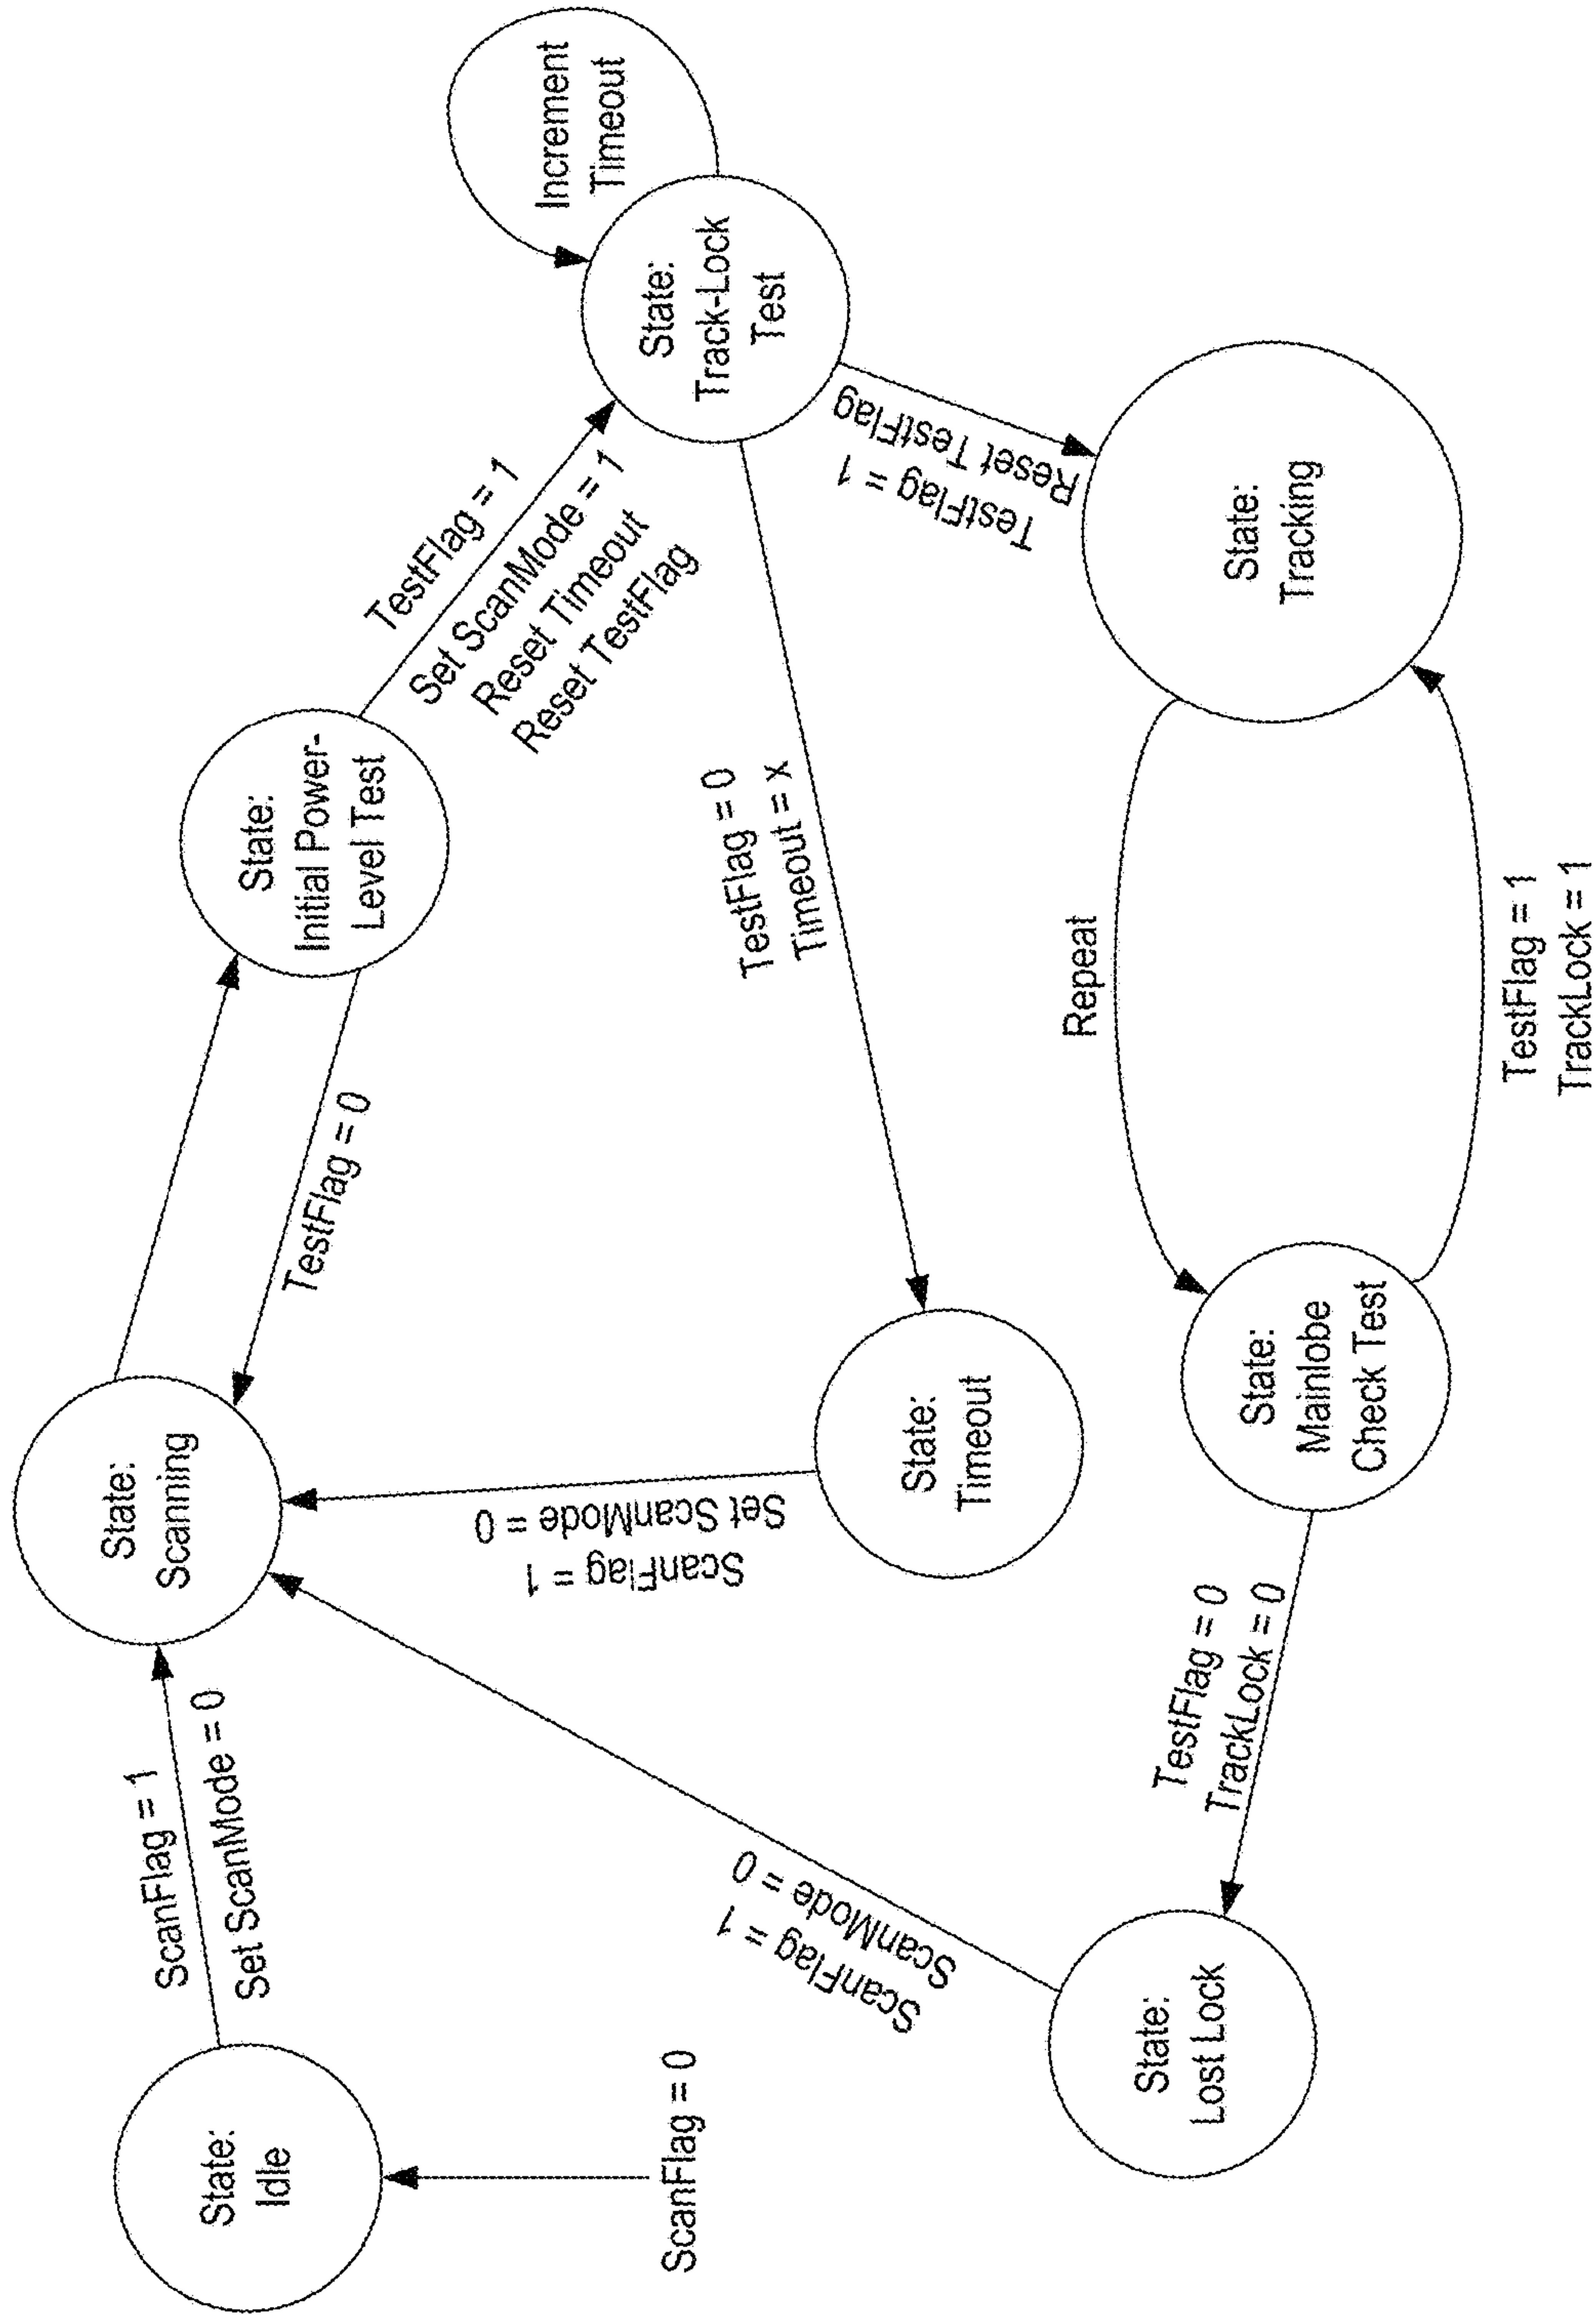 State:
Idle
ScanFlag = 0
ScanFlag = 1
Set ScanMode = 0
State:
Scanning
TestFlag = 0
State:
Initial Power-
Level Test
TestFlag = 1
Set ScanMode = 1
Reset Timeout
Reset TestFlag
State:
Track-Lock
Test
Increment
Timeout
TestFlag = 0
Timeout = x
TestFlag = 1
Reset TestFlag
State:
Timeout
ScanFlag = 1
Set ScanMode = 0
State:
Tracking
Repeat
TestFlag = 1
TrackLock = 1
State:
Mainlobe
Check Test
TestFlag = 0
TrackLock = 0
State:
Lost Lock
ScanFlag = 1
ScanMode = 0